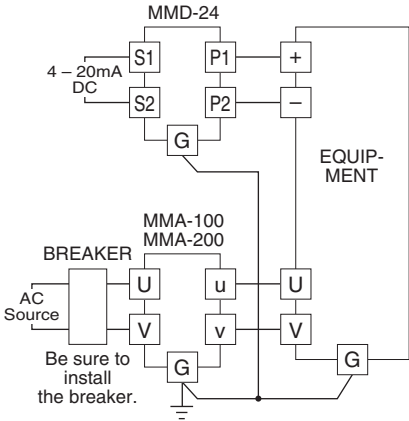 MMD-24
S1
P1
+
4 – 20mA
DC
S2
P2
−
G
EQUIP-
MENT
MMA-100
MMA-200
BREAKER
U
u
U
AC
Source
V
v
V
G
G
Be sure to
install
the breaker.